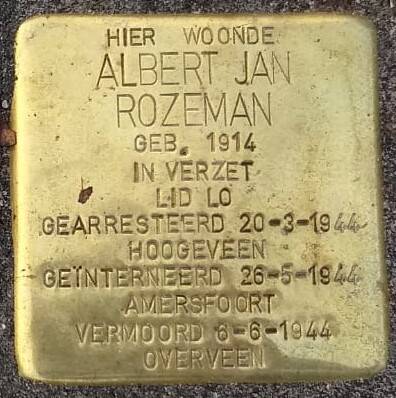 HIER WOONDE
ALBERT JAN
ROZEMAN
GEB. 1914
IN VERZET
LID LO
GEARRESTEERD 20-3-1944
HOOGEVEEN
GEÏNTERNEERD 26-5-1944
AMERSFOORT
VERMOORD 6-6-1944
OVERVEEN